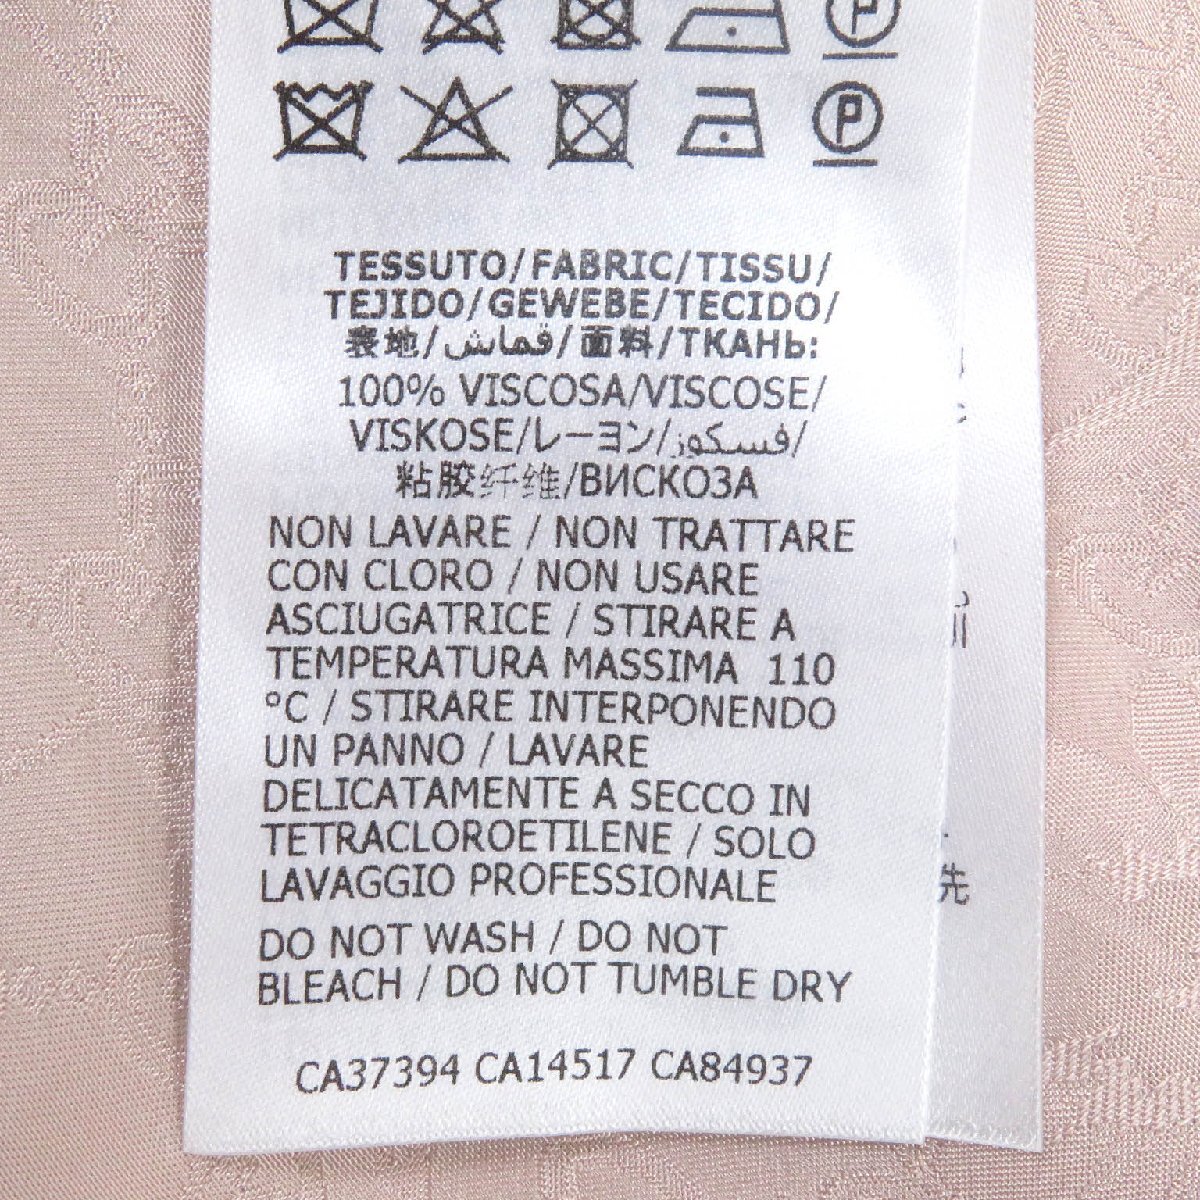 TESSUTO/FABRIC/TISSU/
TEJIDO/GEWEBE/TECIDO/
表地/قماش/面料/ТКАНЬ:
100% VISCOSA/VISCOSE/
VISKOSE/レーヨン/فسكوز/
粘胶纤维/ВИСКОЗА
NON LAVARE / NON TRATTARE
CON CLORO / NON USARE
ASCIUGATRICE / STIRARE A
TEMPERATURA MASSIMA 110
°C / STIRARE INTERPONENDO
UN PANNO / LAVARE
DELICATAMENTE A SECCO IN
TETRACLOROETILENE / SOLO
LAVAGGIO PROFESSIONALE
DO NOT WASH / DO NOT
BLEACH / DO NOT TUMBLE DRY
CA37394 CA14517 CA84937
P
P
先